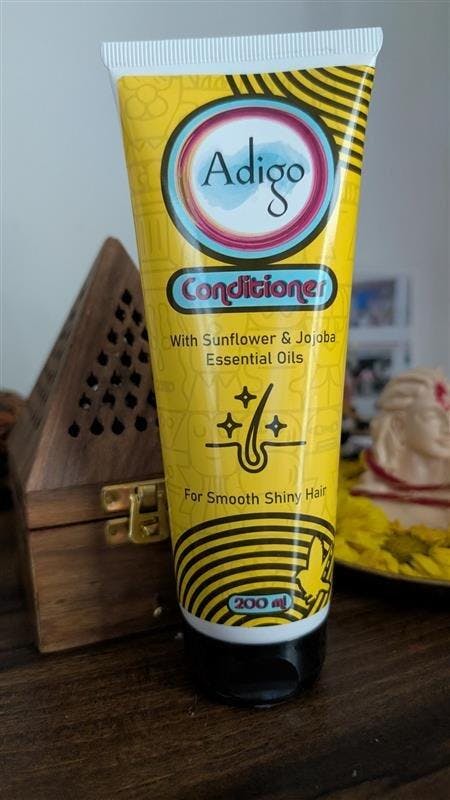 Adigo
Conditioner
With Sunflower & Jojoba
Essential Oils
For Smooth Shiny Hair
200 ml